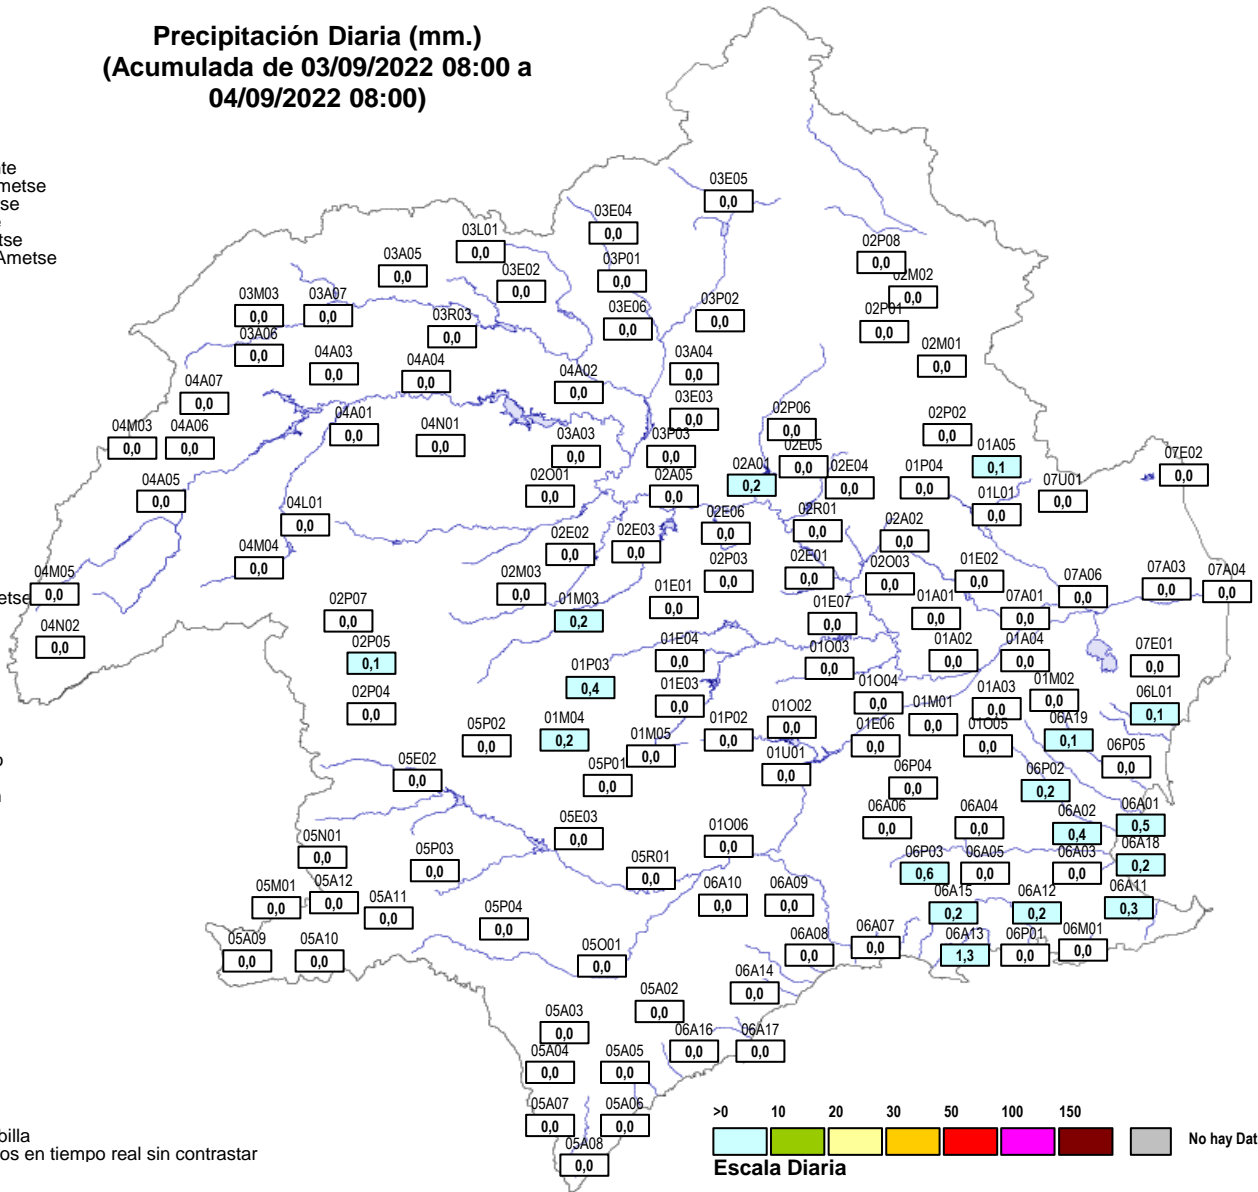 Precipitación Diaria (mm.)
(Acumulada de 03/09/2022 08:00 a
04/09/2022 08:00)
03E05
0,0
03E04
0,0
03L01
0,0
03A05
0,0
03E02
0,0
03P01
0,0
02P08
0,0
02M02
0,0
03M03
0,0
03A07
0,0
03R03
0,0
03E06
0,0
03P02
0,0
02P01
0,0
03A06
0,0
04A03
0,0
04A04
0,0
04A02
0,0
03A04
0,0
02M01
0,0
04A07
0,0
03E03
0,0
04M03
0,0
04A06
0,0
04A01
0,0
04N01
0,0
03A03
0,0
03P03
0,0
02P06
0,0
02P02
0,0
02E05
0,0
01A05
0,1
07E02
0,0
04A05
0,0
02O01
0,0
02A05
0,0
02A01
0,2
02E04
0,0
01P04
0,0
01L01
0,0
07U01
0,0
04L01
0,0
02E06
0,0
02R01
0,0
02A02
0,0
04M04
0,0
02E02
0,0
02E03
0,0
04M05
0,0
02M03
0,0
02P03
0,0
02E01
0,0
02O03
0,0
01E02
0,0
07A06
0,0
07A03
0,0
07A04
0,0
02P07
0,0
01M03
0,2
01E01
0,0
01E07
0,0
01A01
0,0
07A01
0,0
04N02
0,0
02P05
0,1
01E04
0,0
01O03
0,0
01A02
0,0
01A04
0,0
07E01
0,0
01P03
0,4
02P04
0,0
01E03
0,0
01O04
0,0
01A03
0,0
01M02
0,0
06L01
0,1
05P02
0,0
01M04
0,2
01M05
0,0
01P02
0,0
01O02
0,0
01E06
0,0
01M01
0,0
01O05
0,0
06A19
0,1
06P05
0,0
05E02
0,0
05P01
0,0
01U01
0,0
06P04
0,0
06P02
0,2
05E03
0,0
01O06
0,0
06A06
0,0
06A04
0,0
06A02
0,4
06A01
0,5
05N01
0,0
05P03
0,0
05R01
0,0
06P03
0,6
06A05
0,0
06A03
0,0
06A18
0,2
05M01
0,0
05A12
0,0
05A11
0,0
06A10
0,0
06A09
0,0
06A15
0,2
06A12
0,2
06A11
0,3
05P04
0,0
05A09
0,0
05A10
0,0
05O01
0,0
06A08
0,0
06A07
0,0
06A13
1,3
06P01
0,0
06M01
0,0
06A14
0,0
05A02
0,0
05A03
0,0
06A16
0,0
06A17
0,0
05A04
0,0
05A05
0,0
05A07
0,0
05A06
0,0
05A08
0,0
>0 10 20 30 50 100 150
No hay Dat
Escala Diaria
nte
metse
tse
Ametse
etse
billa
os en tiempo real sin contrastar